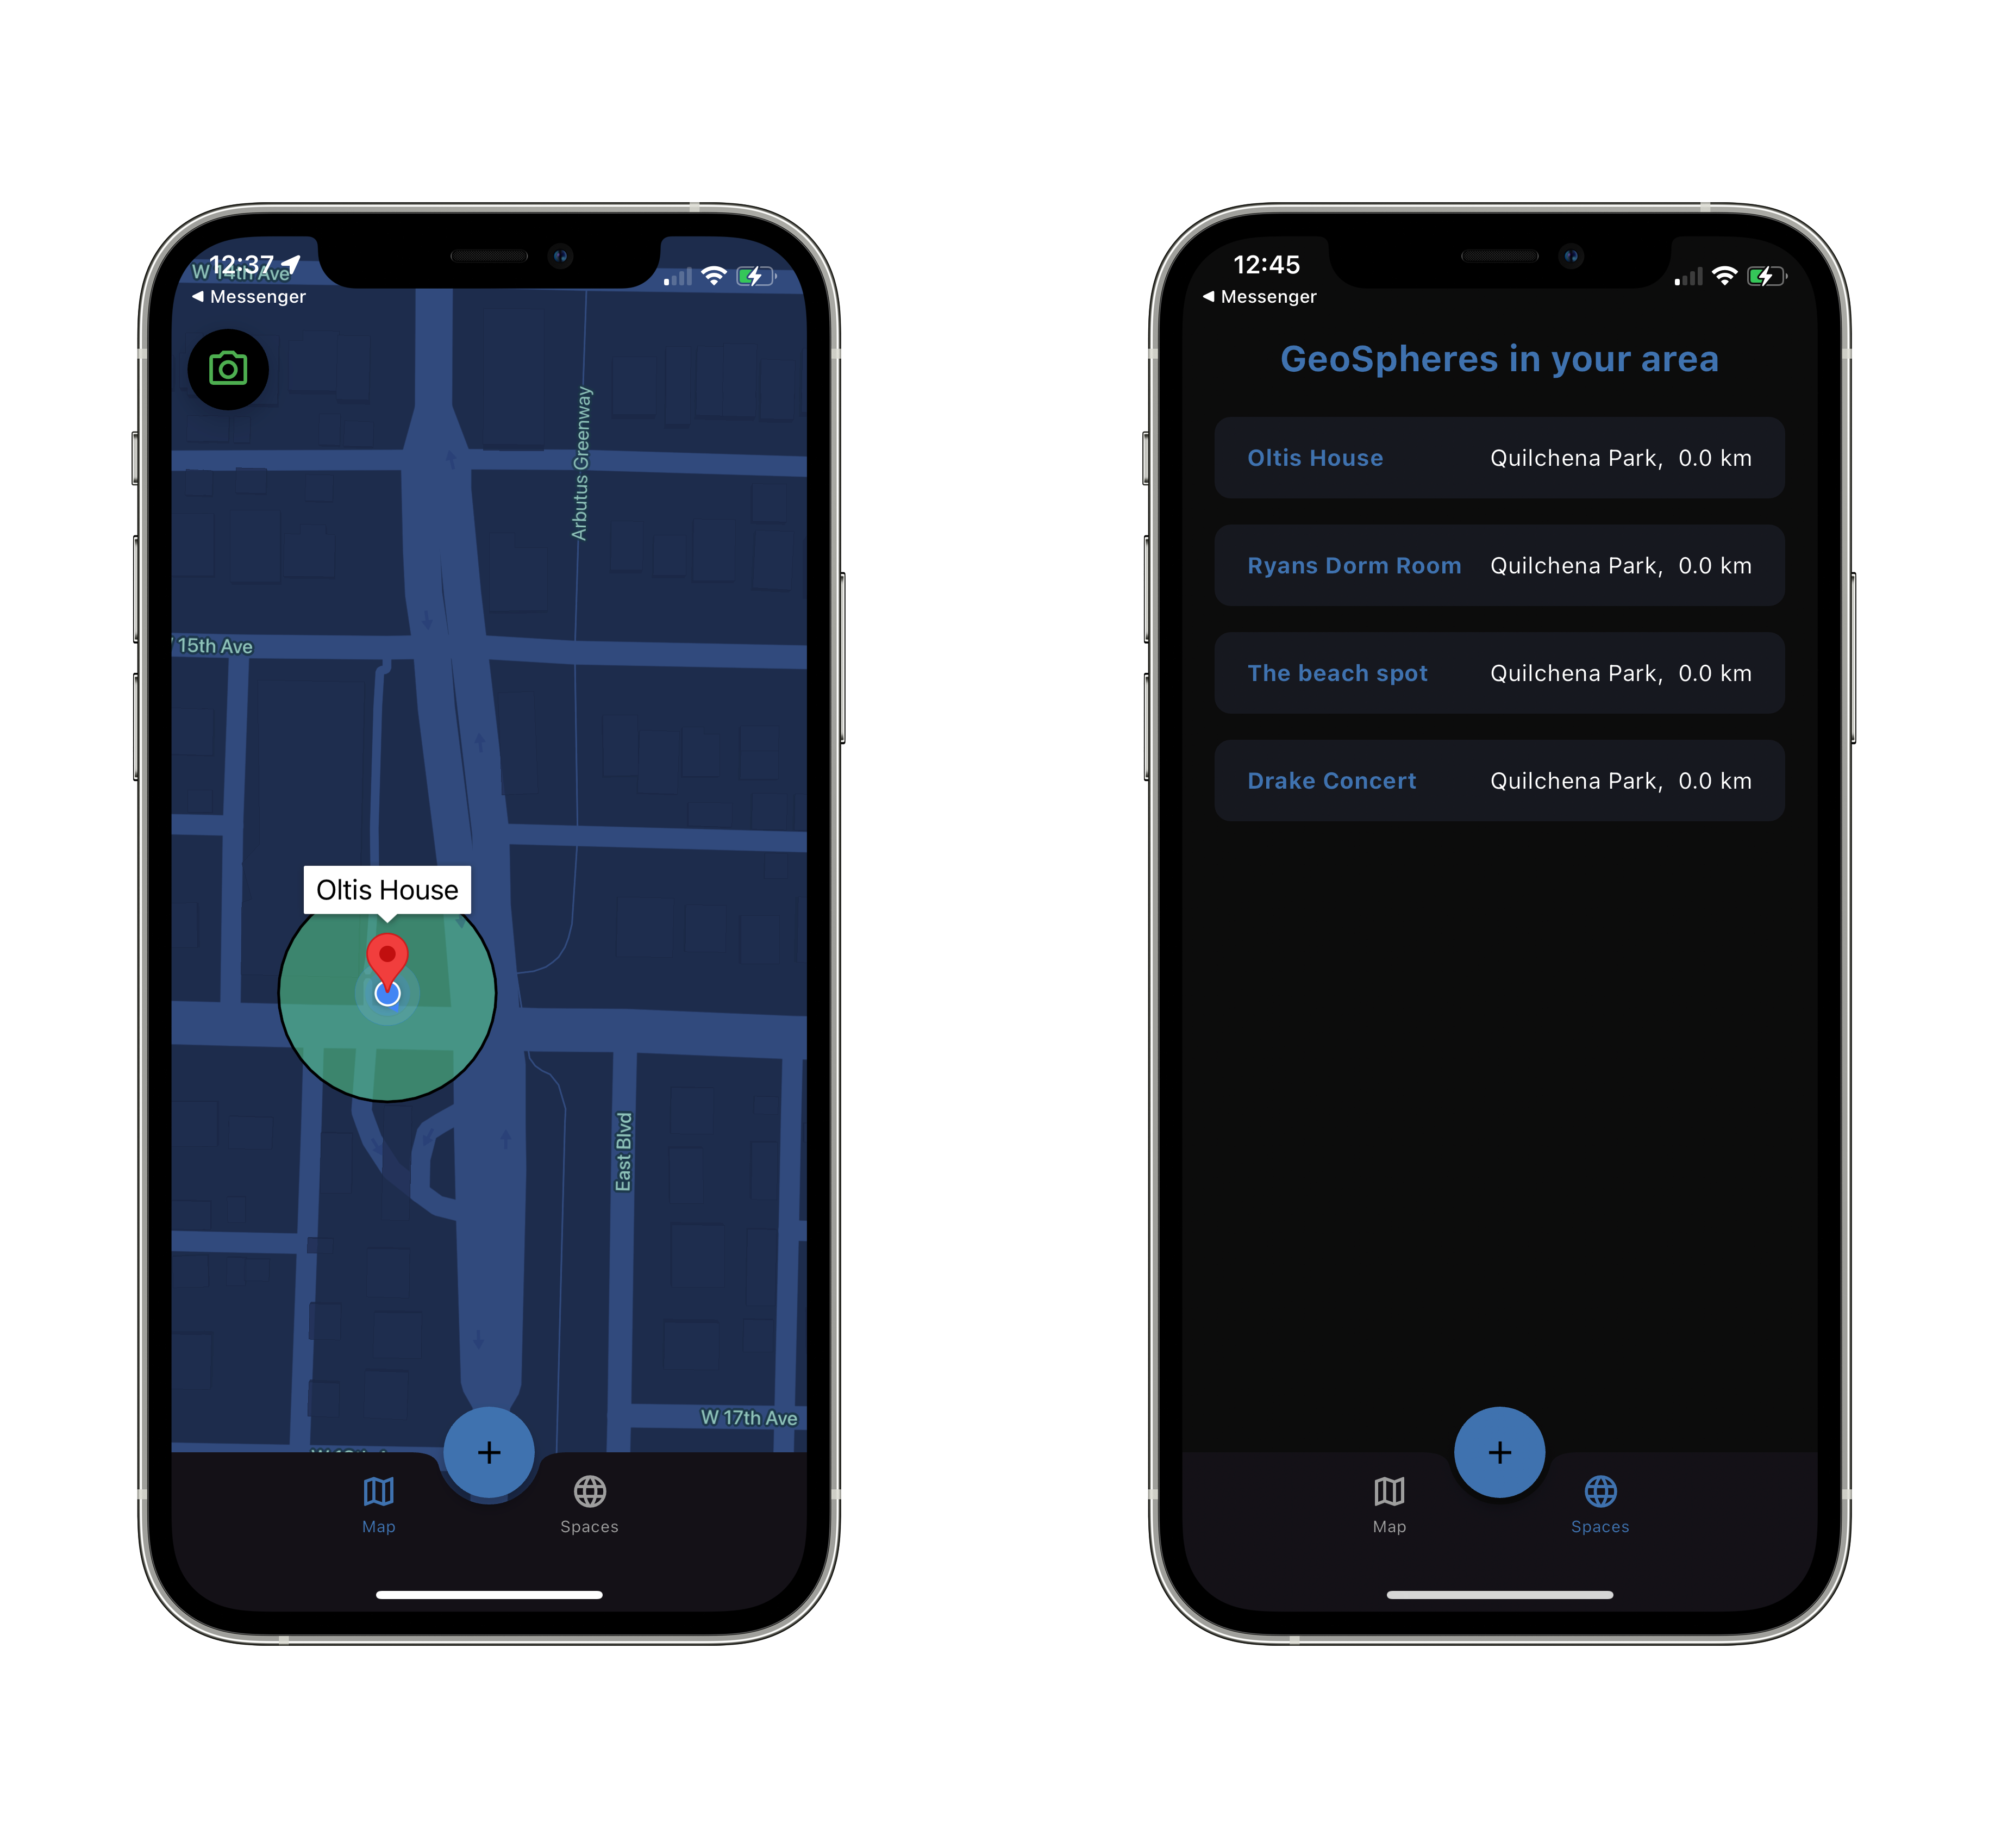 12:37
W 14th Ave
Messenger
Arbutus Greenway
15th Ave
Oltis House
East Blvd
W 17th Ave
Map
Spaces
12:45
Messenger
GeoSpheres in your area
Oltis House Quilchena Park, 0.0 km
Ryans Dorm Room Quilchena Park, 0.0 km
The beach spot Quilchena Park, 0.0 km
Drake Concert Quilchena Park, 0.0 km
Map
Spaces